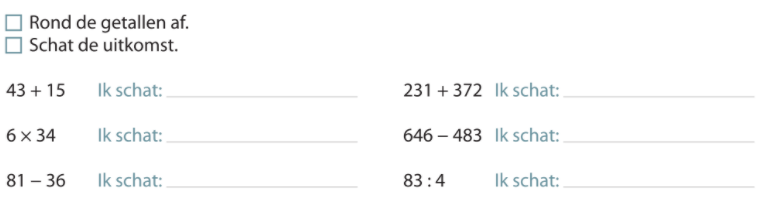 Rond de getallen af.
Schat de uitkomst.
43 + 15 Ik schat: 231 + 372 Ik schat:
6 × 34 Ik schat: 646 − 483 Ik schat:
81 − 36 Ik schat: 83 : 4 Ik schat: